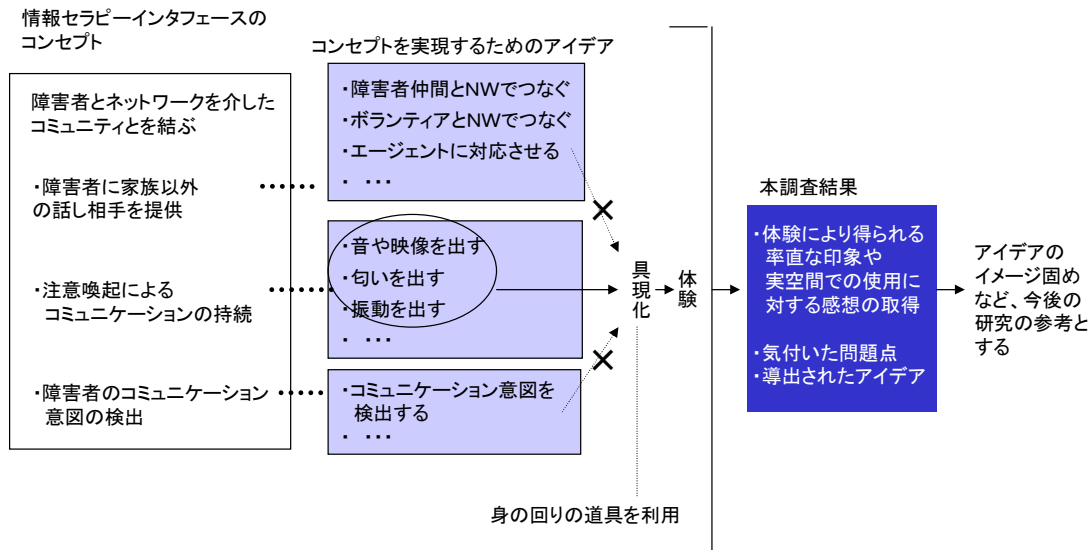 情報セラピーインタフェースの
コンセプト
障害者とネットワークを介した
コミュニティとを結ぶ
・障害者に家族以外
の話し相手を提供
・注意喚起による
コミュニケーションの持続
・障害者のコミュニケーション
意図の検出
コンセプトを実現するためのアイデア
・障害者仲間とNWでつなぐ
・ボランティアとNWでつなぐ
・エージェントに対応させる
・ …
・音や映像を出す
・匂いを出す
・振動を出す
・ …
・コミュニケーション意図を
検出する
・ …
具現化
体験
身の回りの道具を利用
本調査結果
・体験により得られる
率直な印象や
実空間での使用に
対する感想の取得
・気付いた問題点
・導出されたアイデア
アイデアの
イメージ固め
など、今後の
研究の参考と
する